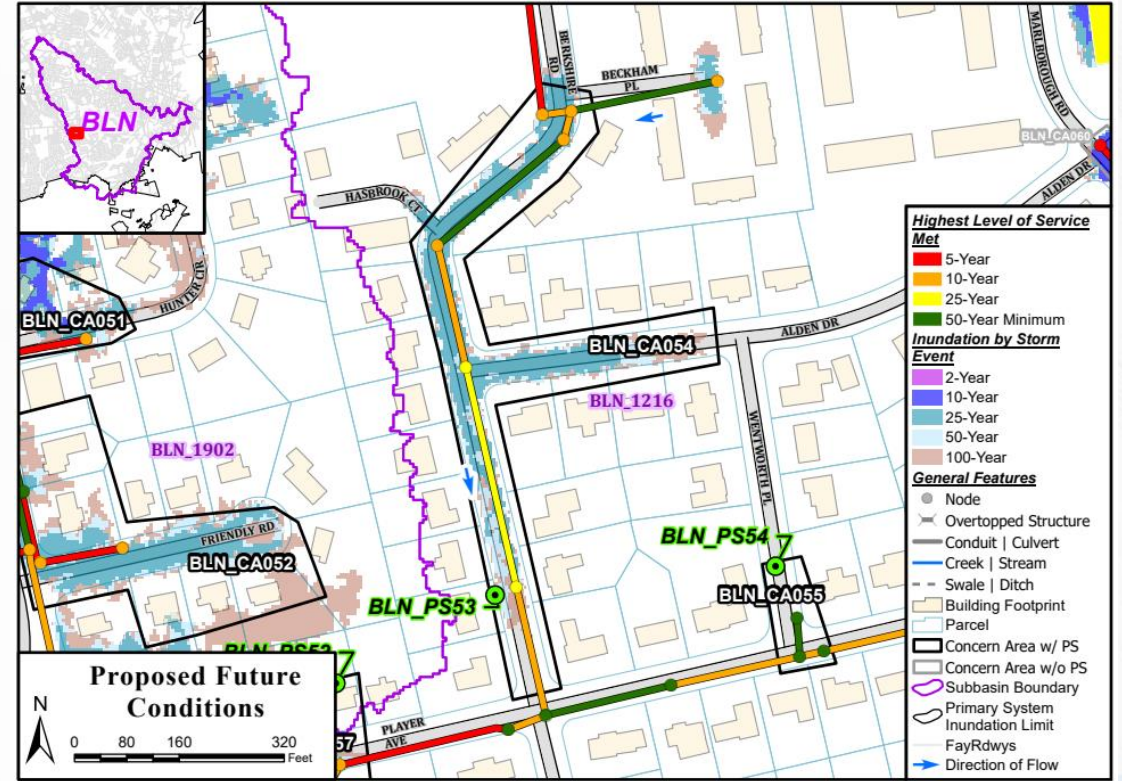 BLN
BERKSHIRE
RD
BECKHAM
PL
MARLBOROUGH RD
BLN_CA060
ALDEN DR
HASBROOK CT
HUNTER CIR
BLN_CA051
BLN_CA054
ALDEN DR
BLN_1216
BLN_1902
WENTWORTH PL
FRIENDLY RD
BLN_CA052
BLN_PS54
BLN_PS53
BLN_CA055
BLN_PS52
57
PLAYER
AVE
Proposed Future
Conditions
N
0 80 160 320
Feet
Highest Level of Service
Met
5-Year
10-Year
25-Year
50-Year Minimum
Inundation by Storm
Event
2-Year
10-Year
25-Year
50-Year
100-Year
General Features
Node
Overtopped Structure
Conduit | Culvert
Creek | Stream
Swale | Ditch
Building Footprint
Parcel
Concern Area w/ PS
Concern Area w/o PS
Subbasin Boundary
Primary System
Inundation Limit
FayRdwys
Direction of Flow